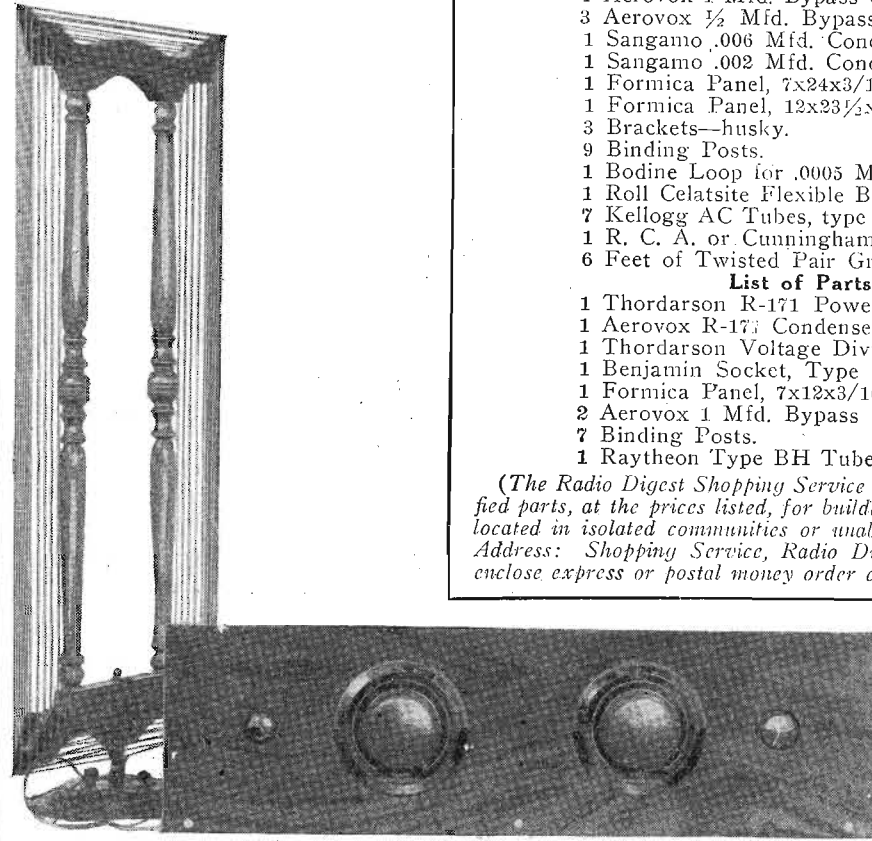 3 Aerovox ½ Mfd. Bypass
1 Sangamo .006 Mfd. Cond
1 Sangamo .002 Mfd. Cond
1 Formica Panel, 7x24x3/1
1 Formica Panel, 12x23½x
3 Brackets—husky.
9 Binding Posts.
1 Bodine Loop for .0005 M
1 Roll Celatsite Flexible B
7 Kellogg AC Tubes, type
1 R. C. A. or Cunningham
6 Feet of Twisted Pair Gr
List of Parts
1 Thordarson R-171 Powe
1 Aerovox R-171 Condense
1 Thordarson Voltage Div
1 Benjamin Socket, Type
1 Formica Panel, 7x12x3/1
2 Aerovox 1 Mfd. Bypass
7 Binding Posts.
1 Raytheon Type BH Tube
(The Radio Digest Shopping Service
fied parts, at the prices listed, for build
located in isolated communities or unab
Address: Shopping Service, Radio Di
enclose express or postal money order